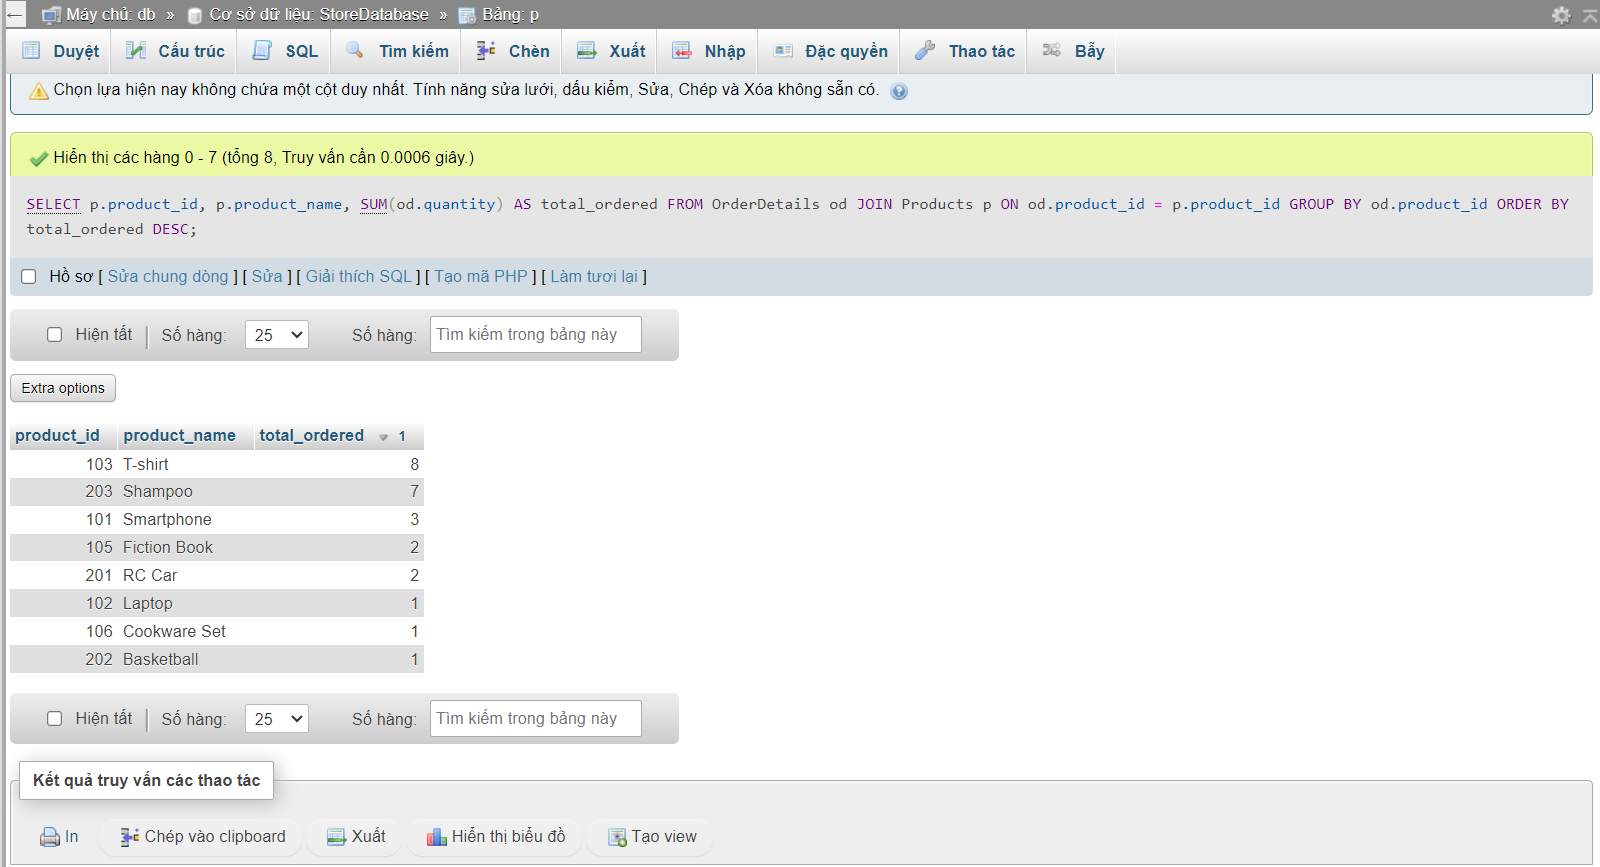 ← Máy chủ: db » Cơ sở dữ liệu: StoreDatabase » Bảng: p
Duyệt Cấu trúc SQL Tìm kiếm Chèn Xuất Nhập Đặc quyền Thao tác Bẫy
Chọn lựa hiện nay không chứa một cột duy nhất. Tính năng sửa lưới, dấu kiểm, Sửa, Chép và Xóa không sẵn có.
Hiển thị các hàng 0 - 7 (tổng 8, Truy vấn cần 0.0006 giây.)
SELECT p.product_id, p.product_name, SUM(od.quantity) AS total_ordered FROM OrderDetails od JOIN Products p ON od.product_id = p.product_id GROUP BY od.product_id ORDER BY
total_ordered DESC;
Hồ sơ [ Sửa chung dòng ] [ Sửa ] [ Giải thích SQL ] [ Tạo mã PHP ] [ Làm tươi lại ]
Hiện tất Số hàng: 25 Số hàng: Tìm kiếm trong bảng này
Extra options
product_id product_name total_ordered 1
103 T-shirt 8
203 Shampoo 7
101 Smartphone 3
105 Fiction Book 2
201 RC Car 2
102 Laptop 1
106 Cookware Set 1
202 Basketball 1
Hiện tất Số hàng: 25 Số hàng: Tìm kiếm trong bảng này
Kết quả truy vấn các thao tác
In Chép vào clipboard Xuất Hiển thị biểu đồ Tạo view